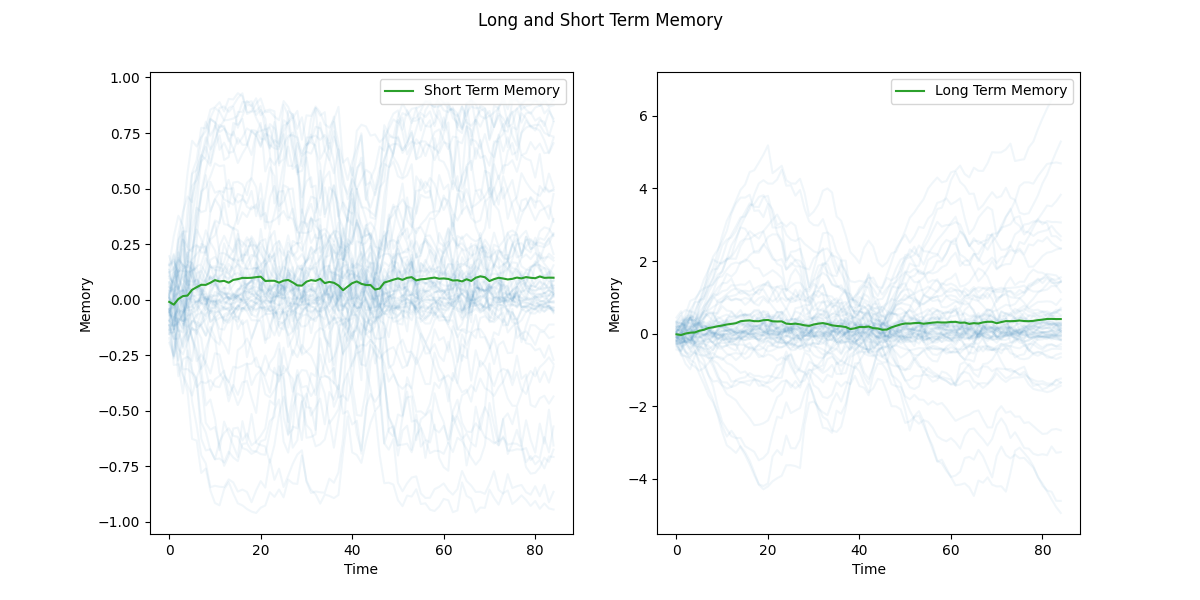 Long and Short Term Memory
Short Term Memory
1.00
0.75
0.50
0.25
0.00
−0.25
−0.50
−0.75
−1.00
Memory
0 20 40 60 80
Time
Long Term Memory
6
4
2
0
−2
−4
Memory
0 20 40 60 80
Time